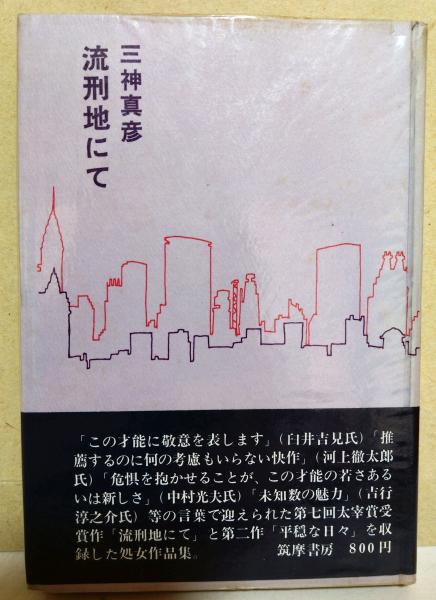 三神真彦
流刑地にて
「この才能に敬意を表します」（臼井吉見氏）「推
薦するのに何の考慮もいらない快作」（河上徹太郎
氏）「危惧を抱かせることが、この才能の若さある
いは新しさ」（中村光夫氏）「未知数の魅力」（吉行
淳之介氏）等の言葉で迎えられた第七回太宰賞受
賞作「流刑地にて」と第二作「平穏な日々」を収
録した処女作品集。 筑摩書房 800円